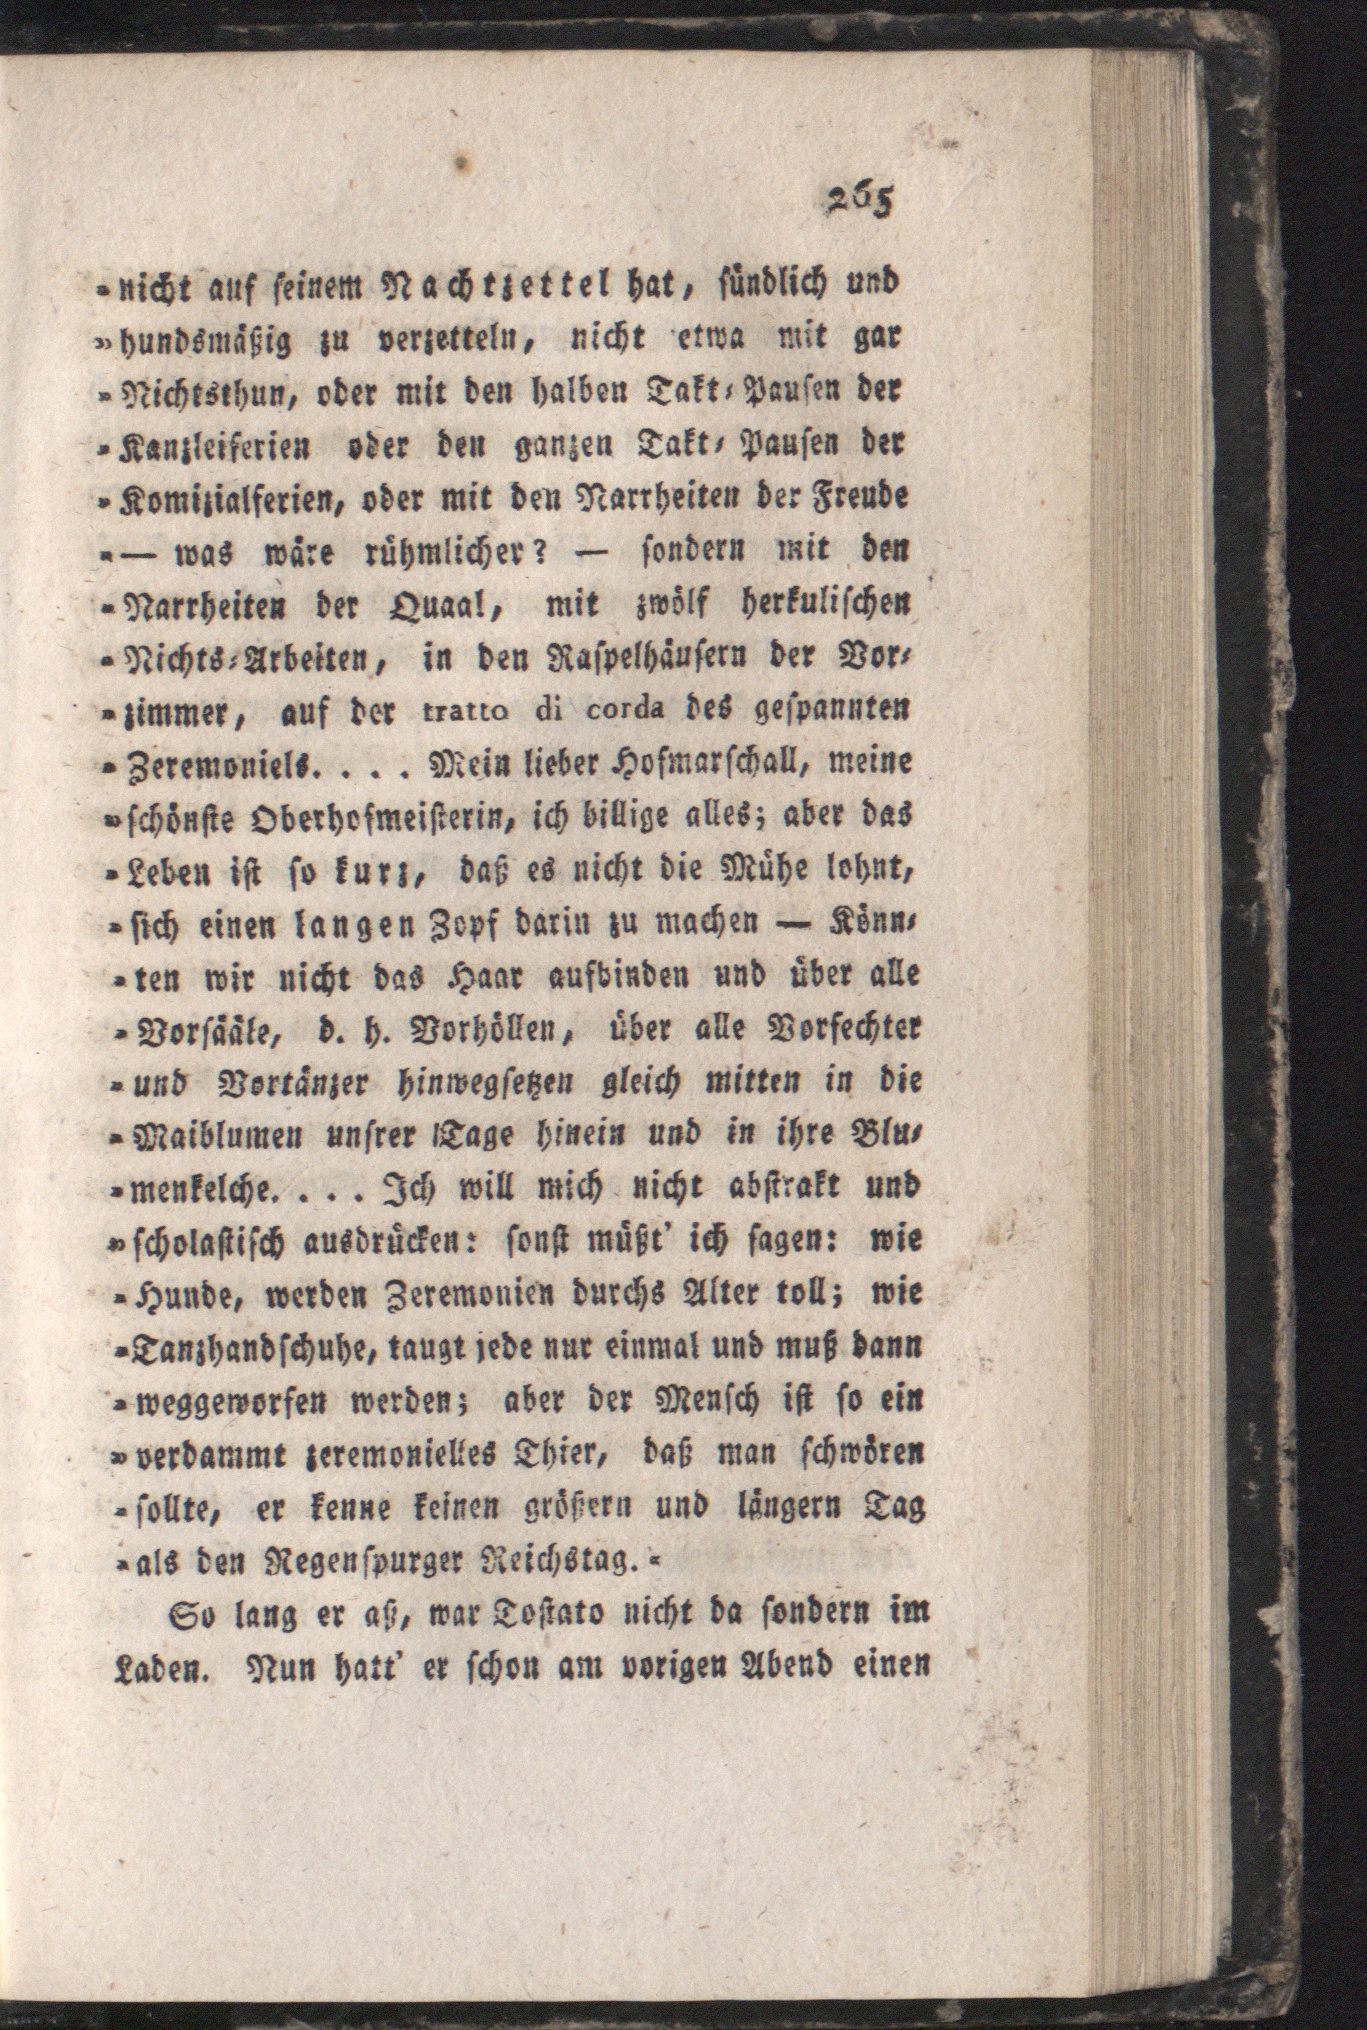 265
»nicht auf ſeinem Nachtzettel hat, ſündlich und
»hundsmäßig zu verzetteln, nicht etwa mit gar
»Nichtsthun, oder mit den halben Takt-Pauſen der
»Kanzleiferien oder den ganzen Takt-Pauſen der
»Komizialferien, oder mit den Narrheiten der Freude
»— was wäre rühmlicher? — ſondern mit den
»Narrheiten der Quaal, mit zwölf herkuliſchen
»Nichts-Arbeiten, in den Raſpelhäuſern der Vor-
»zimmer, auf der tratto di corda des geſpannten
»Zeremoniels. . . . Mein lieber Hofmarſchall, meine
»ſchönſte Oberhofmeiſterin, ich billige alles; aber das
»Leben iſt ſo kurz, daß es nicht die Mühe lohnt,
»ſich einen langen Zopf darin zu machen — Könn-
»ten wir nicht das Haar aufbinden und über alle
»Vorſääle, d. h. Vorhöllen, über alle Vorfechter
»und Vortänzer hinwegſetzen gleich mitten in die
»Maiblumen unſrer Tage hinein und in ihre Blu-
»menkelche. . . . Ich will mich nicht abſtrakt und
»ſcholaſtiſch ausdrücken: ſonſt müßt' ich ſagen: wie
»Hunde, werden Zeremonien durchs Alter toll; wie
»Tanzhandſchuhe, taugt jede nur einmal und muß dann
»weggeworfen werden; aber der Menſch iſt ſo ein
»verdammt zeremonielles Thier, daß man ſchwören
»ſollte, er kenne keinen größern und längern Tag
»als den Regenſpurger Reichstag.«
So lang er aß, war Toſtato nicht da ſondern im
Laden. Nun hatt' er ſchon am vorigen Abend einen